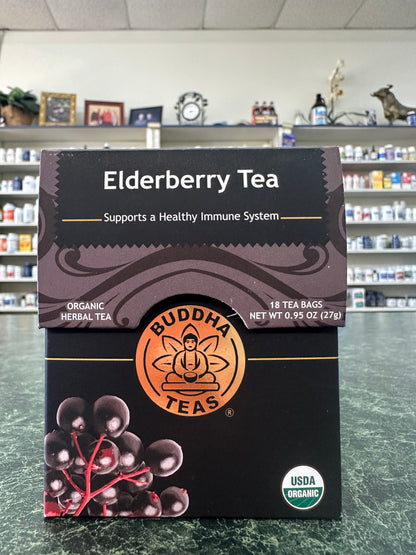 Elderberry Tea
Supports a Healthy Immune System
ORGANIC
HERBAL TEA
18 TEA BAGS
NET WT 0.95 OZ (27g)
BUDDHA
TEAS
®
USDA
ORGANIC